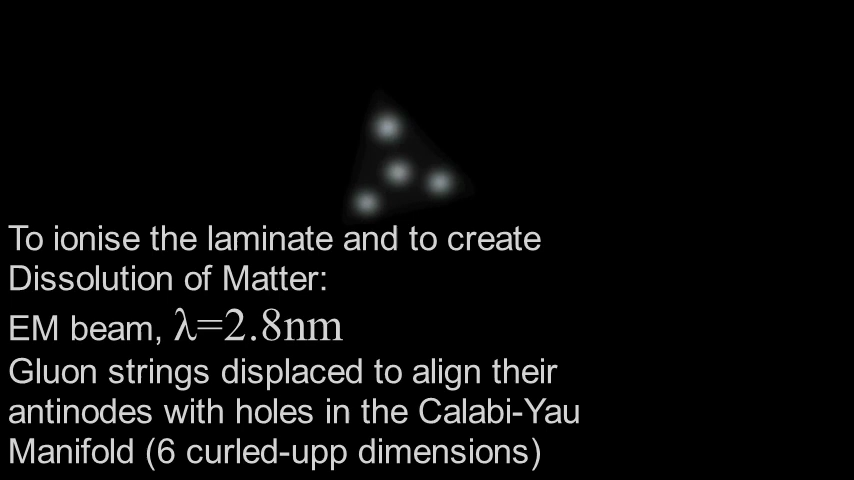 To ionise the laminate and to create
Dissolution of Matter:
EM beam, λ=2.8nm
Gluon strings displaced to align their
antinodes with holes in the Calabi-Yau
Manifold (6 curled-upp dimensions)